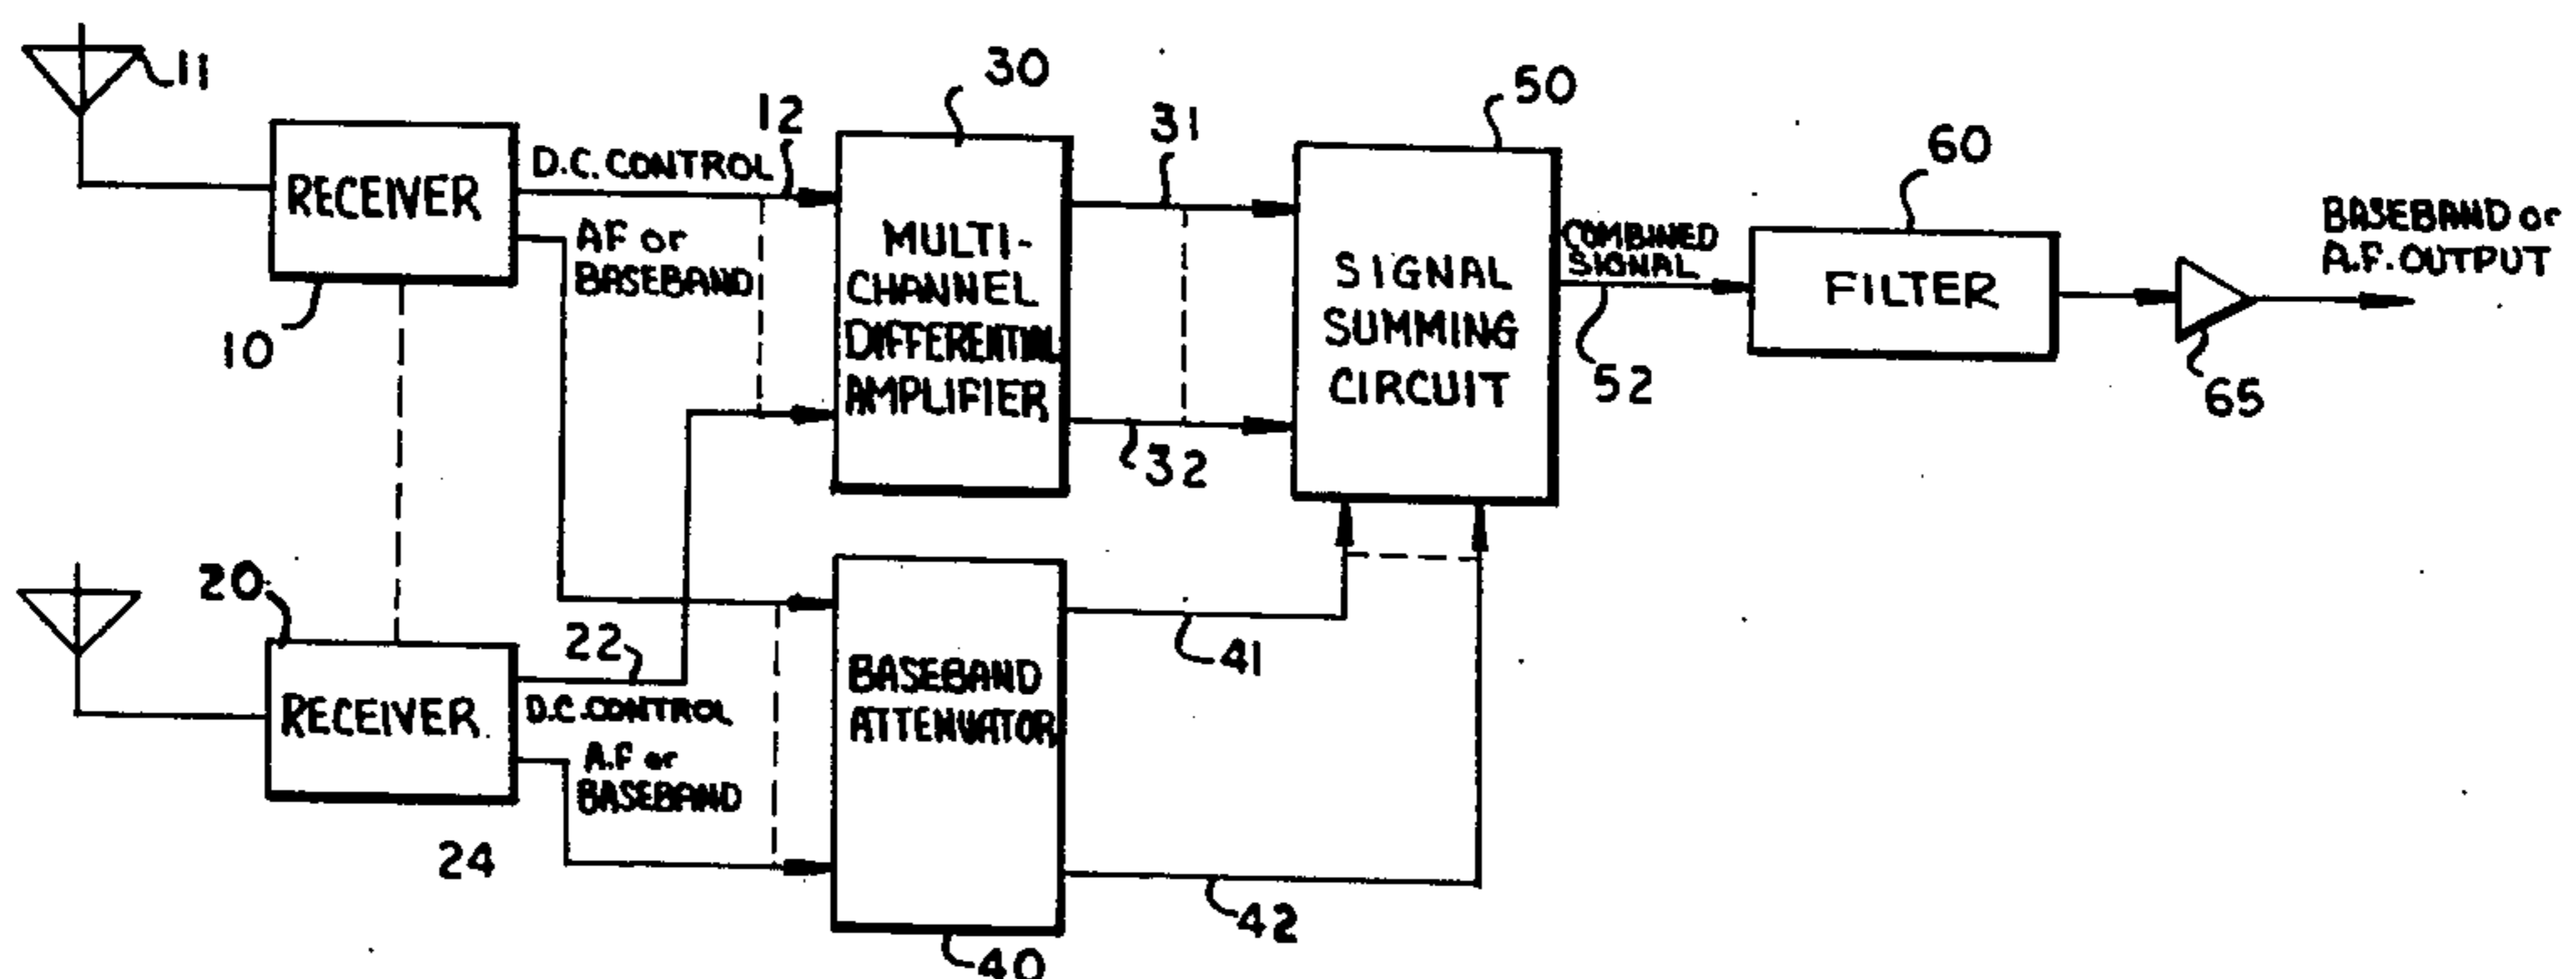 11
RECEIVER
10
D.C. CONTROL
12
AF or
BASEBAND
30
MULTI-
CHANNEL
DIFFERENTIAL
AMPLIFIER
31
32
50
SIGNAL
SUMMING
CIRCUIT
COMBINED
SIGNAL
52
60
FILTER
65
BASEBAND or
A.F. OUTPUT
20
RECEIVER
22
D.C. CONTROL
A.F or
BASEBAND
24
BASEBAND
ATTENUATOR
40
41
42